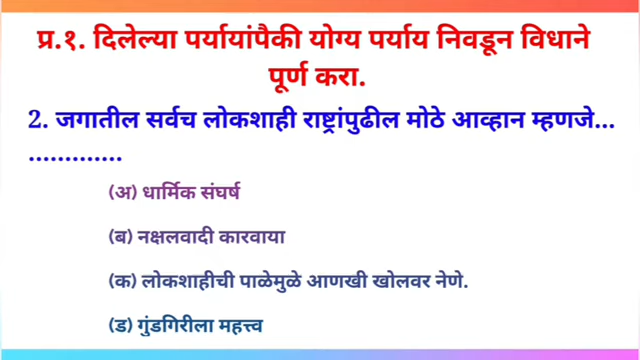 प्र.१. दिलेल्या पर्यायांपैकी योग्य पर्याय निवडून विधाने
पूर्ण करा.
2. जगातील सर्वच लोकशाही राष्ट्रांपुढील मोठे आव्हान म्हणजे...
.............
(अ) धार्मिक संघर्ष
(ब) नक्षलवादी कारवाया
(क) लोकशाहीची पाळेमुळे आणखी खोलवर नेणे.
(ड) गुंडगिरीला महत्त्व